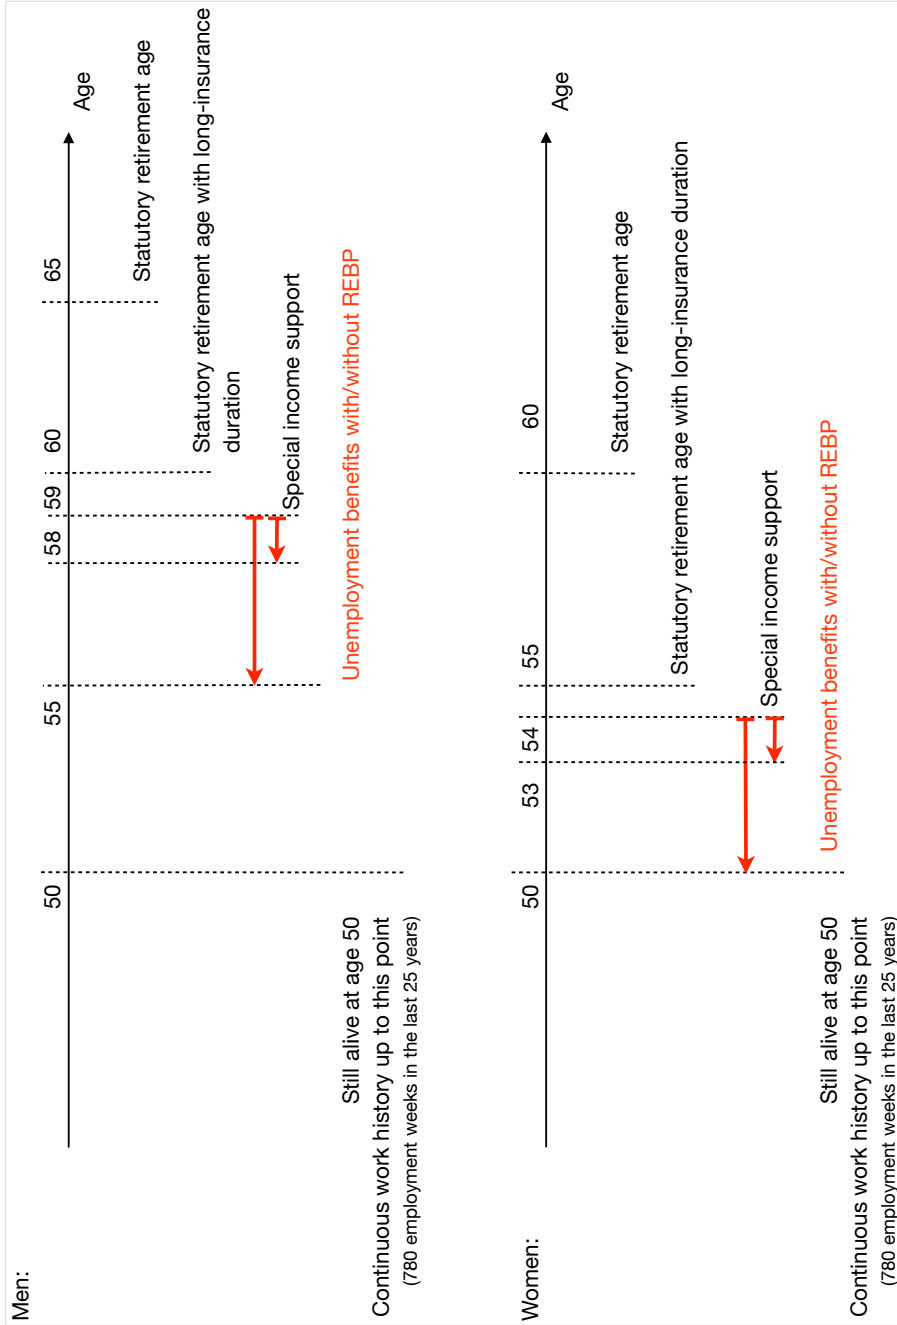 Men:
50
55
58
59
60
65
Age
Statutory retirement age
Statutory retirement age with long-insurance
duration
Special income support
Unemployment benefits with/without REBP
Still alive at age 50
Continuous work history up to this point
(780 employment weeks in the last 25 years)
Women:
50
53
54
55
60
Age
Statutory retirement age
Statutory retirement age with long-insurance duration
Special income support
Unemployment benefits with/without REBP
Still alive at age 50
Continuous work history up to this point
(780 employment weeks in the last 25 years)